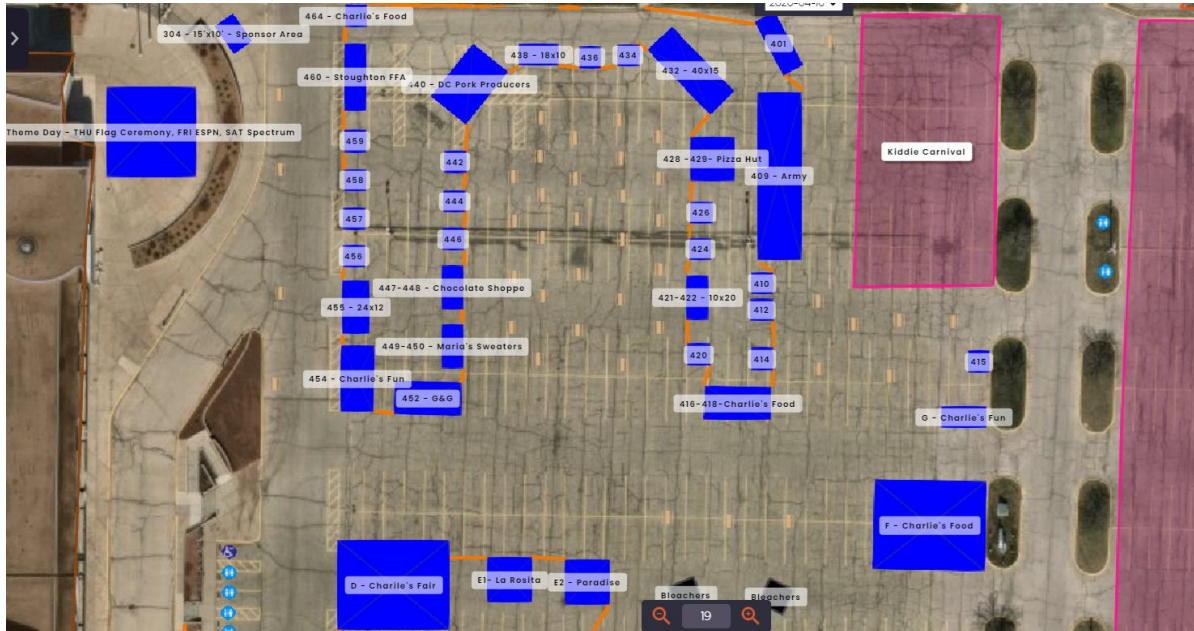 2026-04-16
464 - Charlie's Food
304 - 15'x10' - Sponsor Area
401
438 - 18x10
436
434
432 - 40x15
460 - Stoughton FFA
440 - DC Pork Producers
Theme Day - THU Flag Ceremony, FRI ESPN, SAT Spectrum
459
442
428 -429- Pizza Hut
Kiddie Carnival
409 - Army
458
444
457
426
446
424
456
447-448 - Chocolate Shoppe
421-422 - 10x20
410
455 - 24x12
412
449-450 - Maria's Sweaters
420
414
415
454 - Charlie's Fun
452 - G&G
416-418-Charlie's Food
G - Charlie's Fun
F - Charlie's Food
D - Charlie's Fair
E1- La Rosita
E2 - Paradise
Bleachers
Bleachers
19